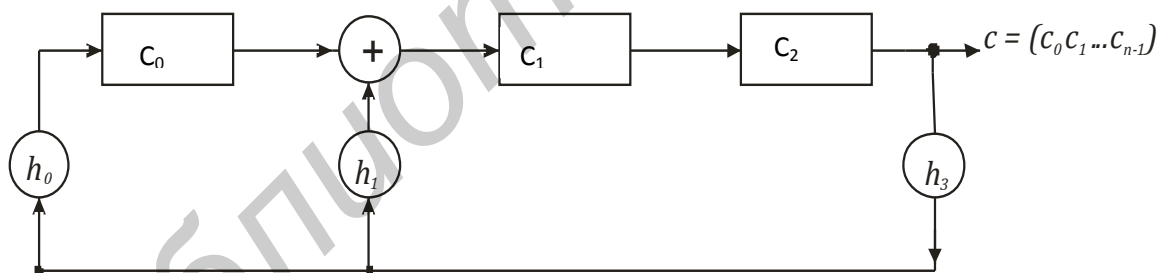 C₀
+
C₁
C₂
c = (c₀c₁...cₙ₋₁)
h₀
h₁
h₃